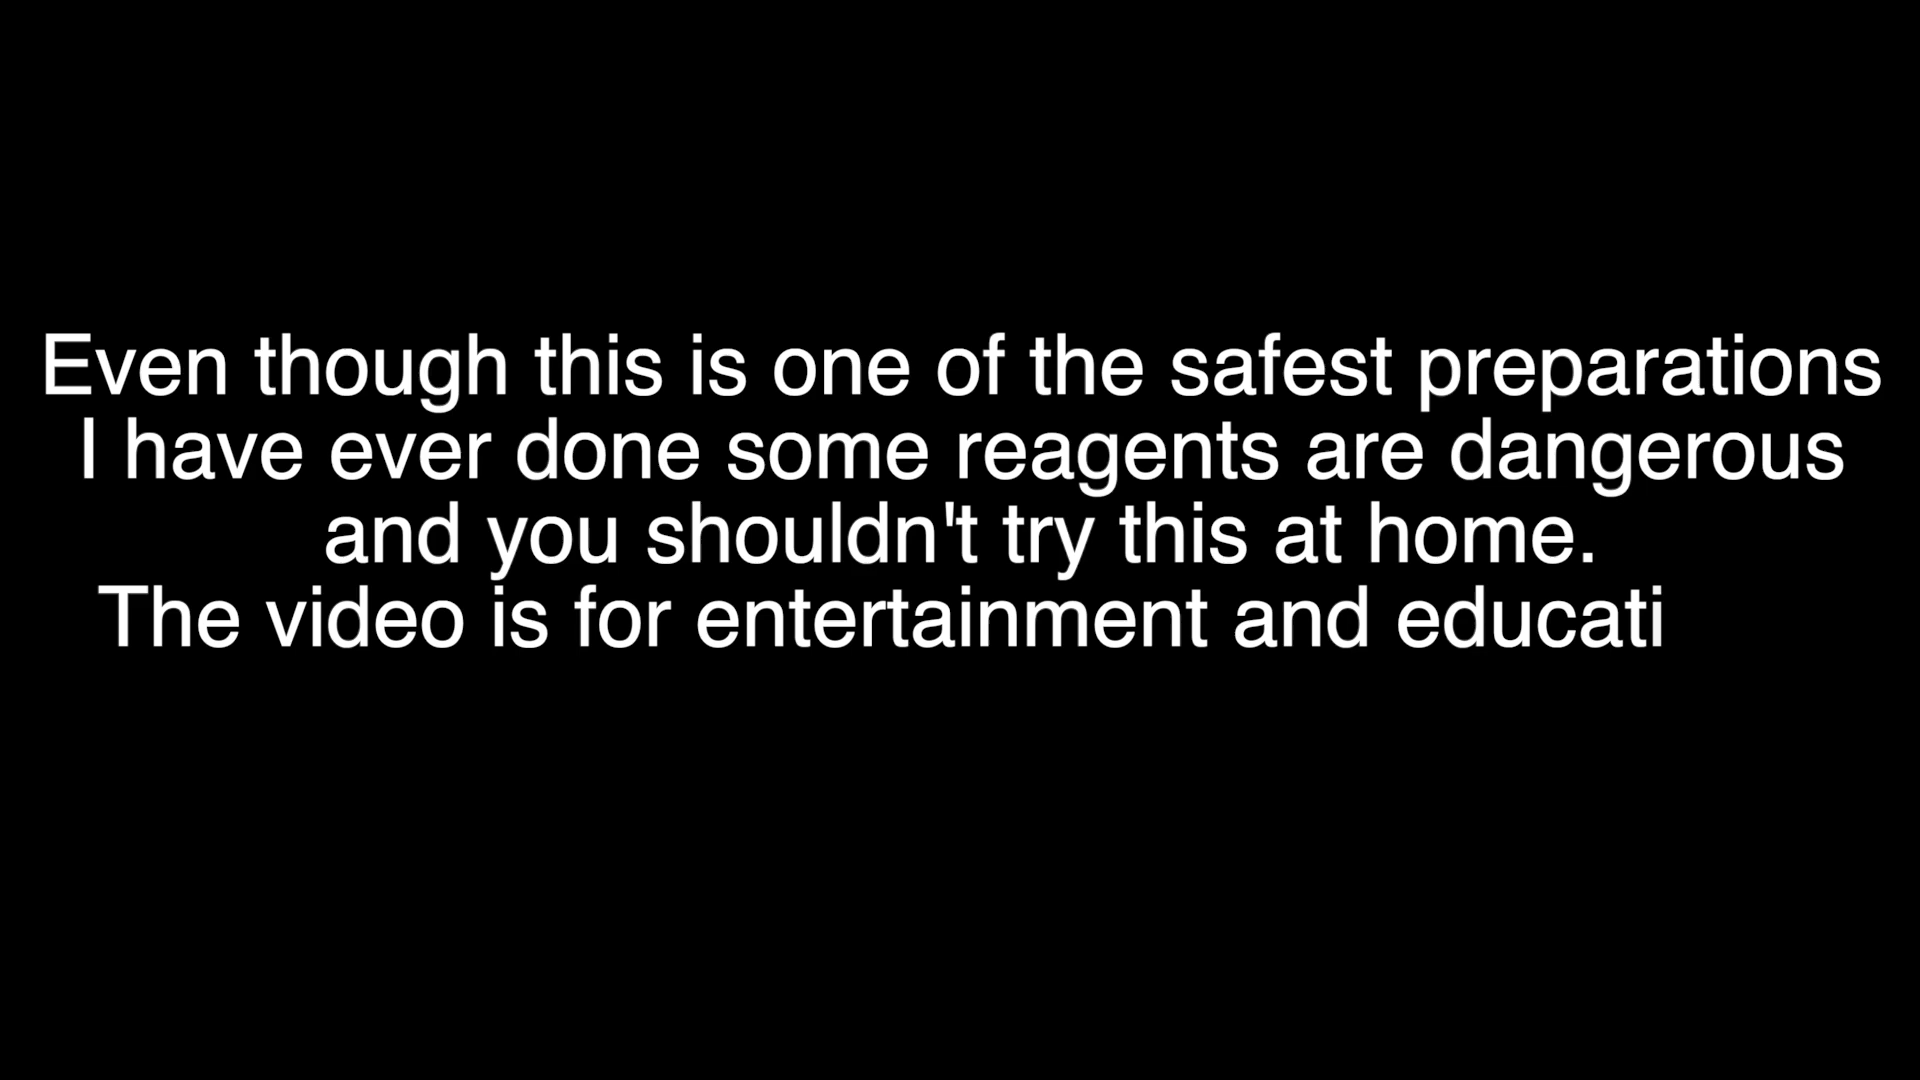 Even though this is one of the safest preparations
I have ever done some reagents are dangerous
and you shouldn't try this at home.
The video is for entertainment and educati